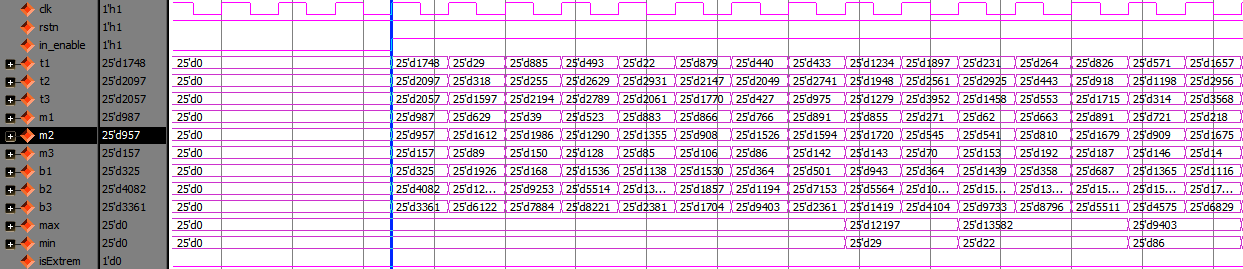 clk 1'h1
rstn 1'h1
in_enable 1'h1
t1 25'd1748 25'd0 25'd1748 25'd29 25'd885 25'd493 25'd22 25'd879 25'd440 25'd433 25'd1234 25'd1897 25'd231 25'd264 25'd826 25'd571 25'd1657
t2 25'd2097 25'd0 25'd2097 25'd318 25'd255 25'd2629 25'd2931 25'd2147 25'd2049 25'd2741 25'd1948 25'd2561 25'd2925 25'd443 25'd918 25'd1198 25'd2956
t3 25'd2057 25'd0 25'd2057 25'd1597 25'd2194 25'd2789 25'd2061 25'd1770 25'd427 25'd975 25'd1279 25'd3952 25'd1458 25'd553 25'd1715 25'd314 25'd3568
m1 25'd987 25'd0 25'd987 25'd629 25'd39 25'd523 25'd883 25'd866 25'd766 25'd891 25'd855 25'd271 25'd62 25'd663 25'd891 25'd721 25'd218
m2 25'd957 25'd0 25'd957 25'd1612 25'd1986 25'd1290 25'd1355 25'd908 25'd1526 25'd1594 25'd1720 25'd545 25'd541 25'd810 25'd1679 25'd909 25'd1675
m3 25'd157 25'd0 25'd157 25'd89 25'd150 25'd128 25'd85 25'd106 25'd86 25'd142 25'd143 25'd70 25'd153 25'd192 25'd187 25'd146 25'd14
b1 25'd325 25'd0 25'd325 25'd1926 25'd168 25'd1536 25'd1138 25'd1530 25'd364 25'd501 25'd943 25'd364 25'd1439 25'd358 25'd687 25'd1365 25'd1116
b2 25'd4082 25'd0 25'd4082 25'd12... 25'd9253 25'd5514 25'd13... 25'd1857 25'd1194 25'd7153 25'd5564 25'd10... 25'd15... 25'd13... 25'd15... 25'd15... 25'd17...
b3 25'd3361 25'd0 25'd3361 25'd6122 25'd7884 25'd8221 25'd2381 25'd1704 25'd9403 25'd2361 25'd1419 25'd4104 25'd9733 25'd8796 25'd5511 25'd4575 25'd6829
max 25'd0 25'd0 25'd12197 25'd13582 25'd9403
min 25'd0 25'd0 25'd29 25'd22 25'd86
isExtrem 1'd0